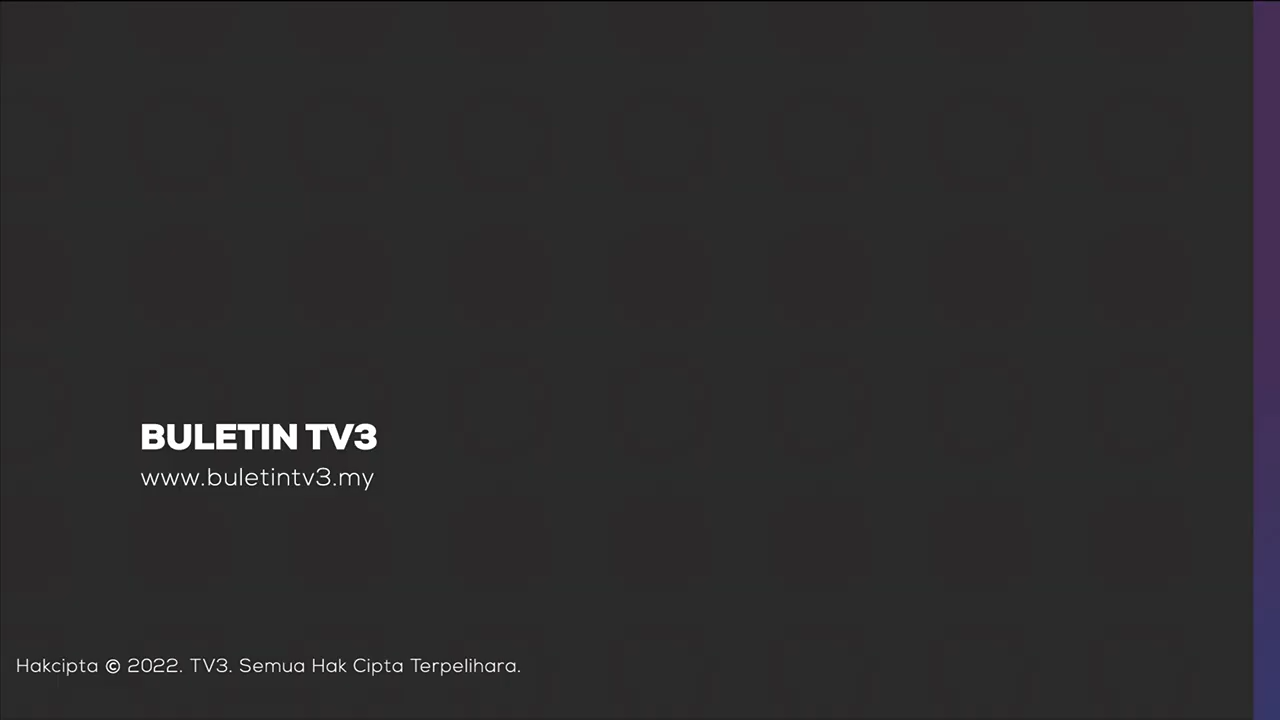 BULETIN TV3
www.buletintv3.my
Hakcipta © 2022. TV3. Semua Hak Cipta Terpelihara.